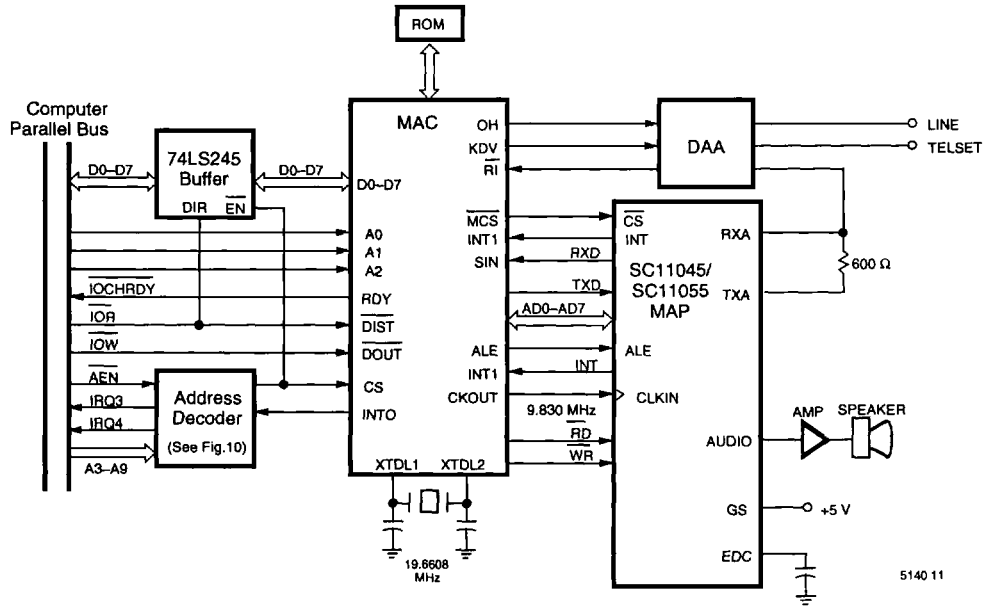 ROM
Computer
Parallel Bus
74LS245
Buffer
DIR EN
D0–D7
D0–D7
MAC
D0–D7
A0
A1
A2
IOCHRDY
RDY
IOR
DIST
IOW
DOUT
AEN
CS
IRQ3
INTO
IRQ4
A3–A9
Address
Decoder
(See Fig.10)
XTDL1 XTDL2
19.6608
MHz
OH
KDV
RI
MCS
INT1
SIN
RXD
TXD
AD0–AD7
ALE
INT1
INT
CKOUT
9.830 MHz
RD
WR
DAA
LINE
TELSET
CS
INT
SC11045/
SC11055
MAP
RXA
TXA
600 Ω
ALE
CLKIN
AUDIO
AMP
SPEAKER
GS
+5 V
EDC
5140 11